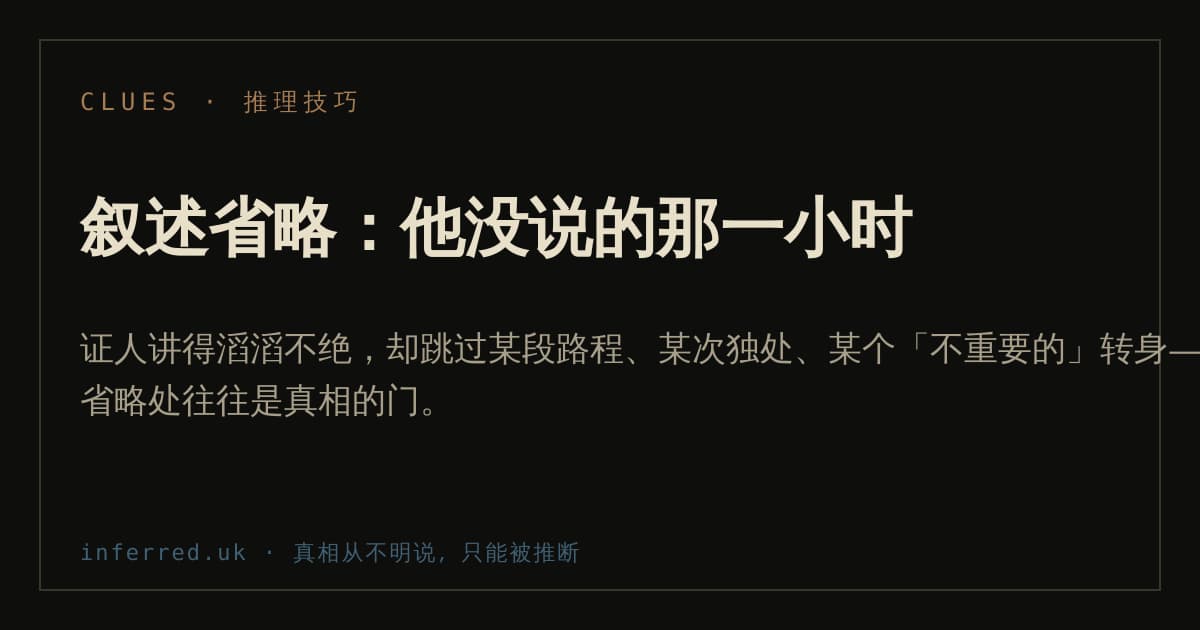 CLUES · 推理技巧
叙述省略：他没说的那一小时
证人讲得滔滔不绝，却跳过某段路程、某次独处、某个「不重要的」转身—
省略处往往是真相的门。
inferred.uk · 真相从不明说，只能被推断